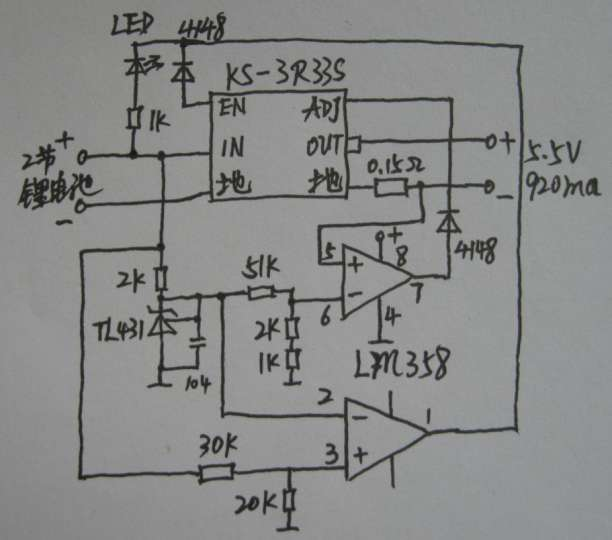 LED
4148
KS-3R33S
EN
ADJ
1K
2节
锂电池
+
-
IN
OUT
地
地
0.15Ω
+
-
5.5V
920ma
4148
2K
TL431
104
51K
2K
1K
5
+
6
-
+
8
7
4
LM358
2
-
3
+
1
30K
20K